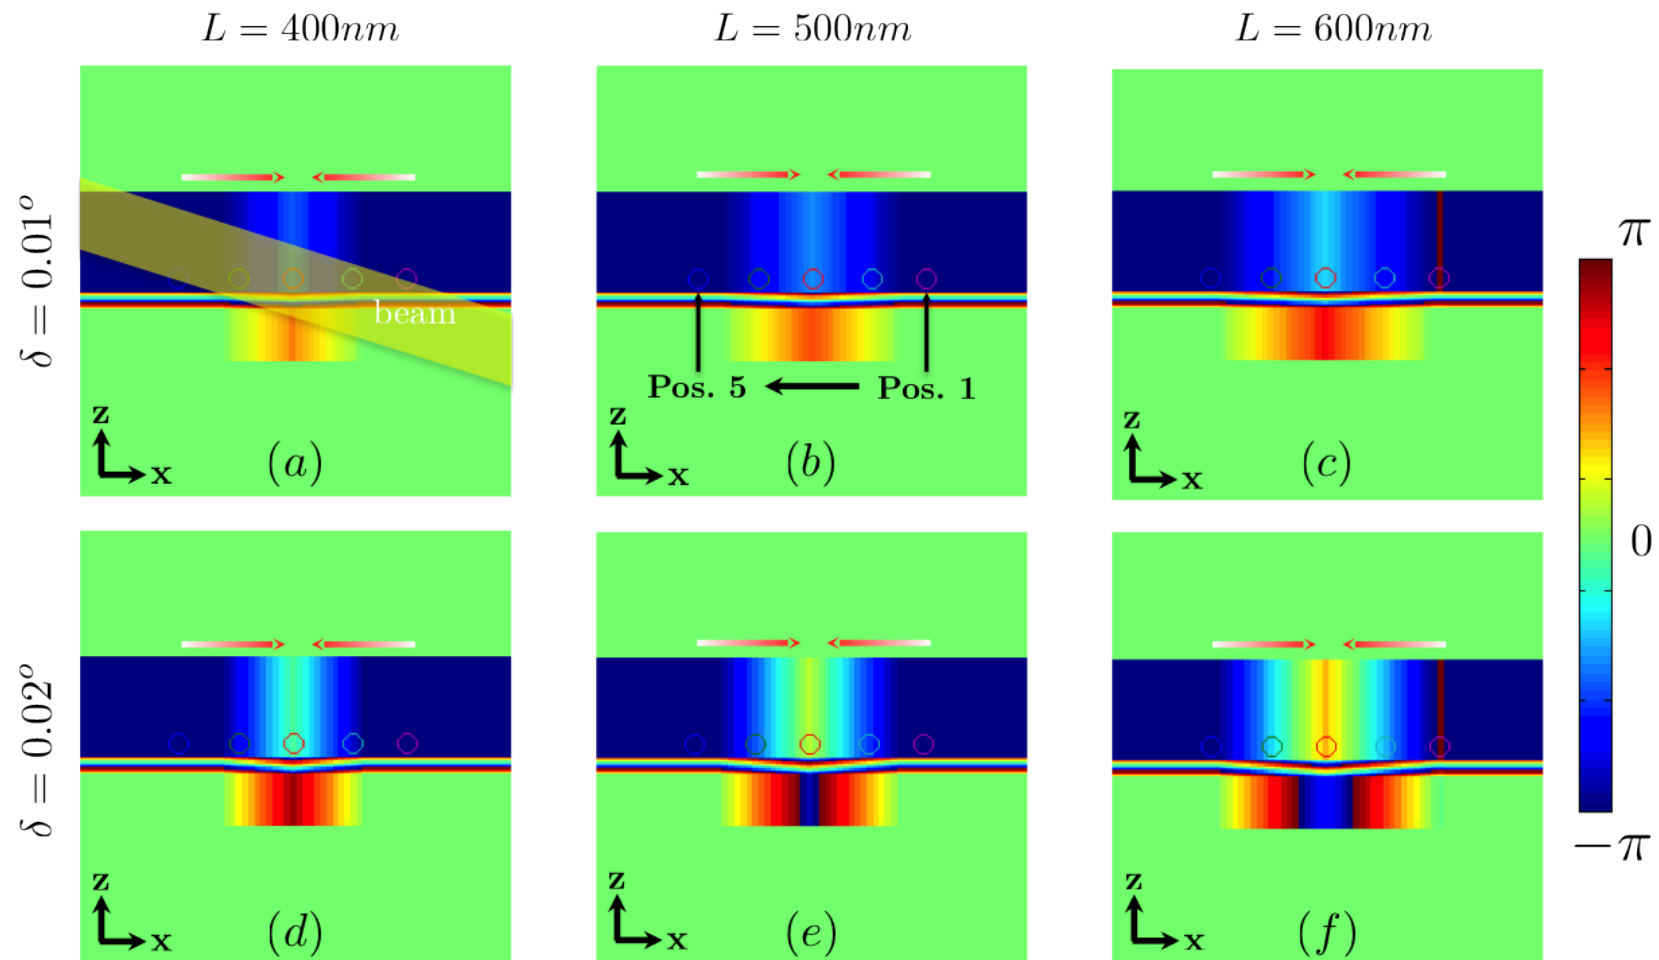 L = 400nm
L = 500nm
L = 600nm
δ = 0.01°
beam
z
x
(a)
Pos. 5
Pos. 1
z
x
(b)
z
x
(c)
π
0
−π
δ = 0.02°
z
x
(d)
z
x
(e)
z
x
(f)